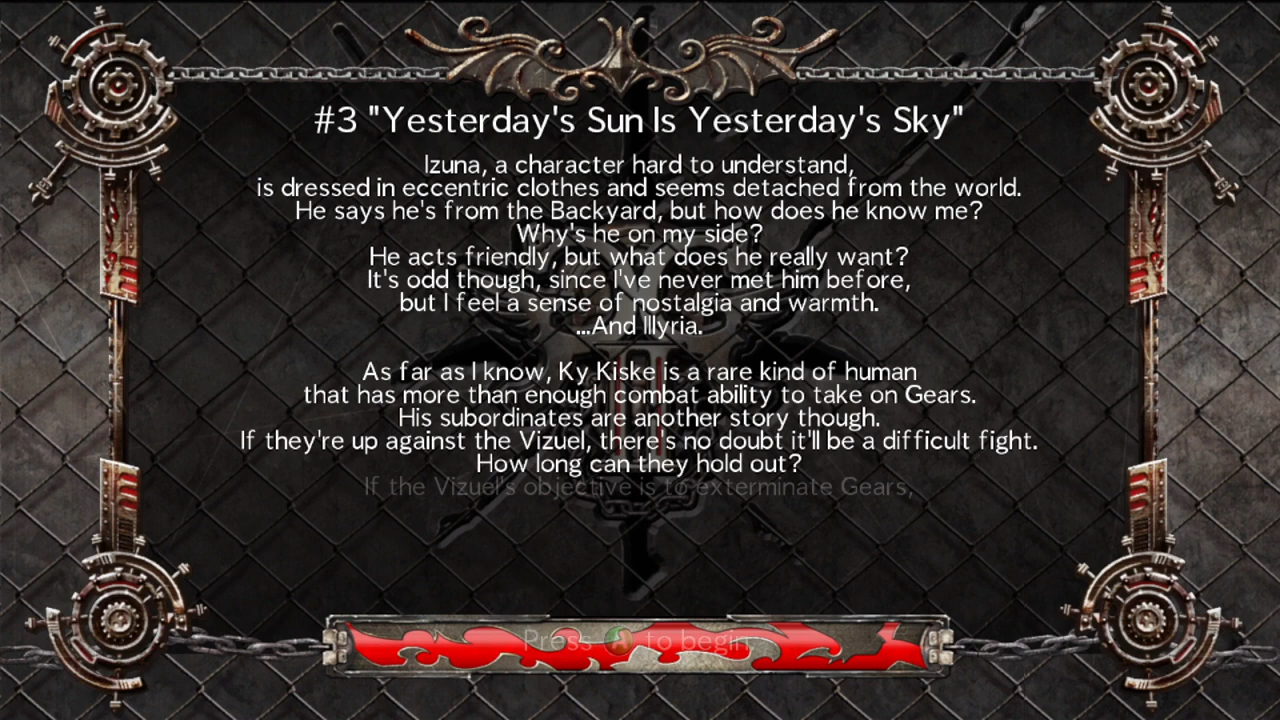 #3 "Yesterday's Sun Is Yesterday's Sky"
Izuna, a character hard to understand,
is dressed in eccentric clothes and seems detached from the world.
He says he's from the Backyard, but how does he know me?
Why's he on my side?
He acts friendly, but what does he really want?
It's odd though, since I've never met him before,
but I feel a sense of nostalgia and warmth.
...And Illyria.
As far as I know, Ky Kiske is a rare kind of human
that has more than enough combat ability to take on Gears.
His subordinates are another story though.
If they're up against the Vizuel, there's no doubt it'll be a difficult fight.
How long can they hold out?
If the Vizuel's objective is to exterminate Gears,
Press A to begin